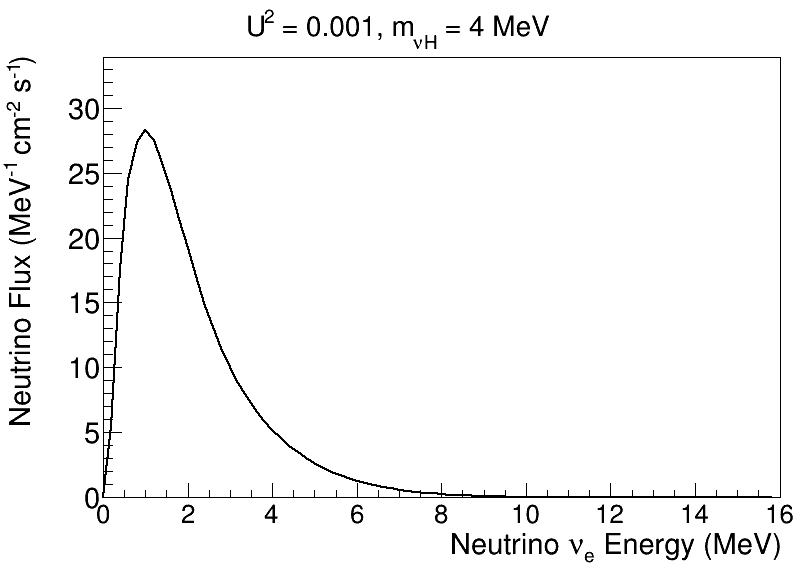 U² = 0.001, m_νH = 4 MeV
Neutrino Flux (MeV⁻¹ cm⁻² s⁻¹)
30
25
20
15
10
5
0
0 2 4 6 8 10 12 14 16
Neutrino νₑ Energy (MeV)